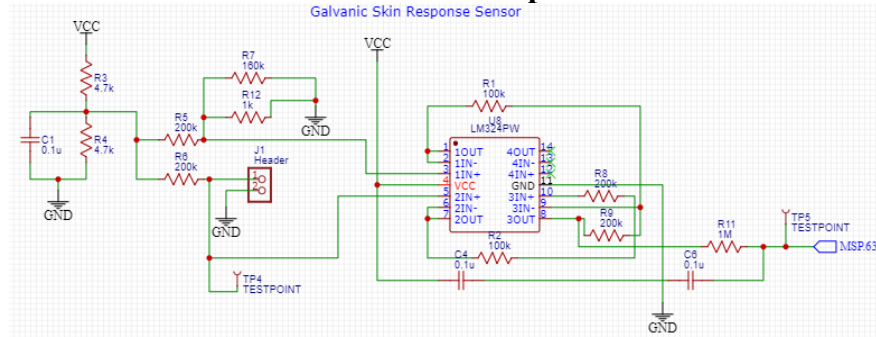 Galvanic Skin Response Sensor
VCC
R3
4.7k
C1
0.1u
R4
4.7k
GND
R5
200k
R6
200k
R7
160k
R12
1k
GND
J1
Header
1
2
GND
TP4
TESTPOINT
VCC
R1
100k
U8
LM324PW
1 1OUT 4OUT 14
2 1IN- 4IN- 13
3 1IN+ 4IN+ 12
4 VCC GND 11
5 2IN+ 3IN+ 10
6 2IN- 3IN- 9
7 2OUT 3OUT 8
R8
200k
R9
200k
R2
100k
C4
0.1u
C6
0.1u
R11
1M
TP5
TESTPOINT
MSP.63
GND